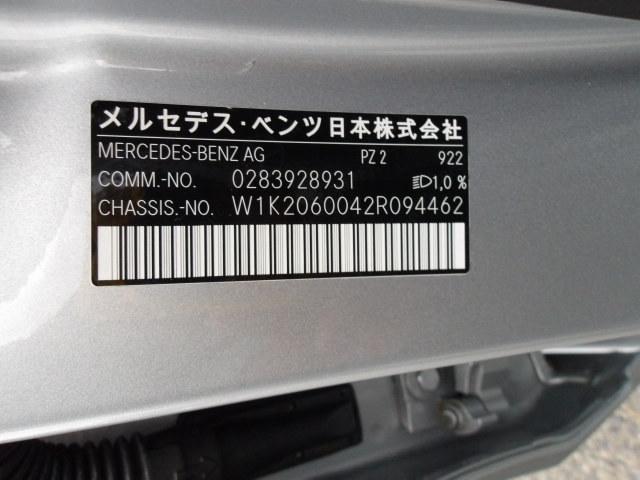 メルセデス・ベンツ日本株式会社
MERCEDES-BENZ AG PZ 2 922
COMM.-NO. 0283928931 1,0 %
CHASSIS.-NO. W1K2060042R094462